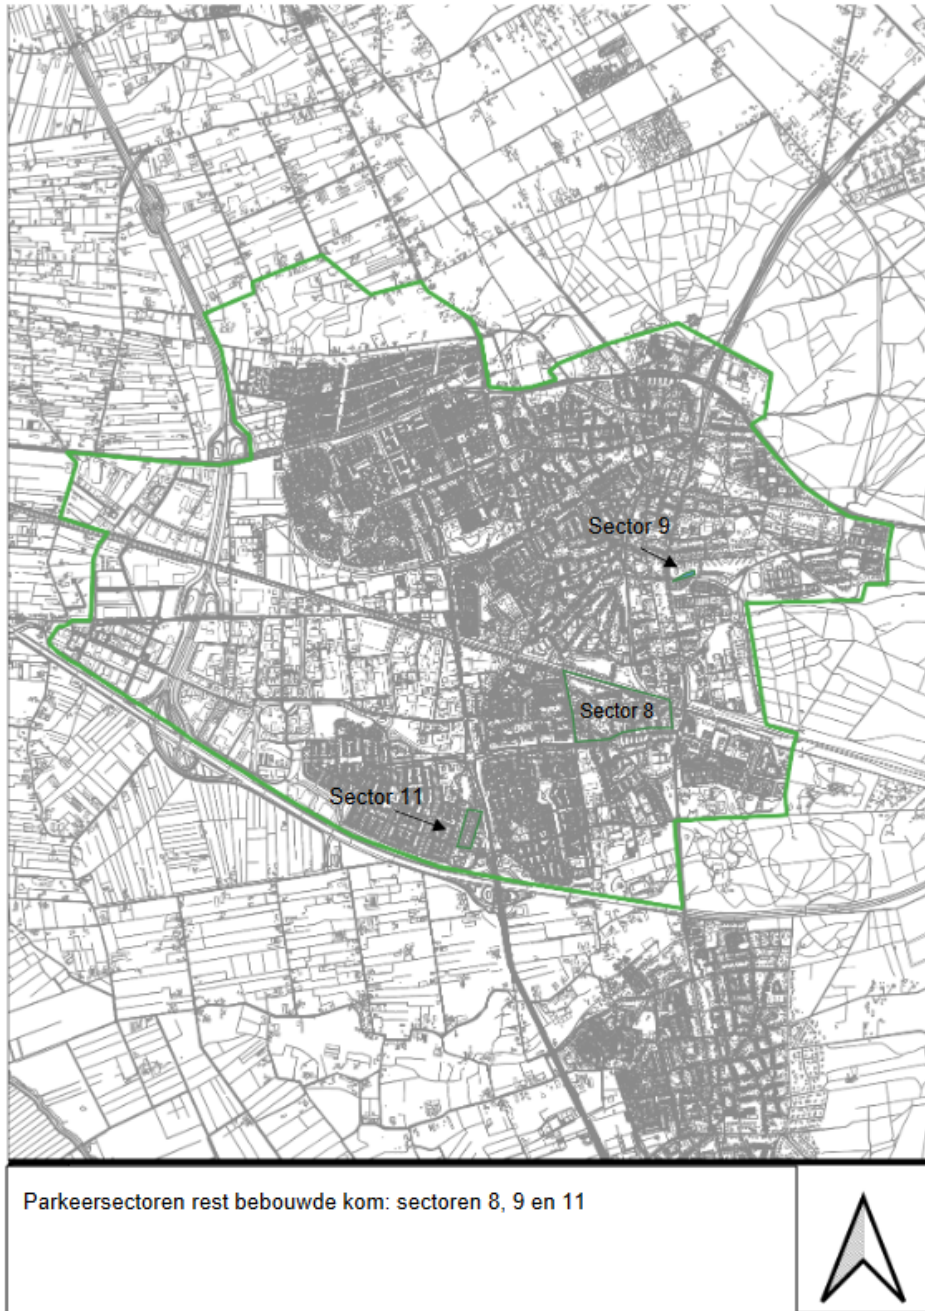 Sector 9
Sector 8
Sector 11
Parkeersectoren rest bebouwde kom: sectoren 8, 9 en 11